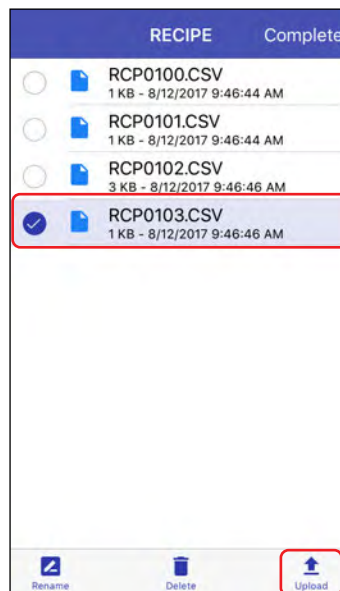 RECIPE Complete
RCP0100.CSV
1 KB - 8/12/2017 9:46:44 AM
RCP0101.CSV
1 KB - 8/12/2017 9:46:44 AM
RCP0102.CSV
3 KB - 8/12/2017 9:46:46 AM
RCP0103.CSV
1 KB - 8/12/2017 9:46:46 AM
Rename Delete Upload